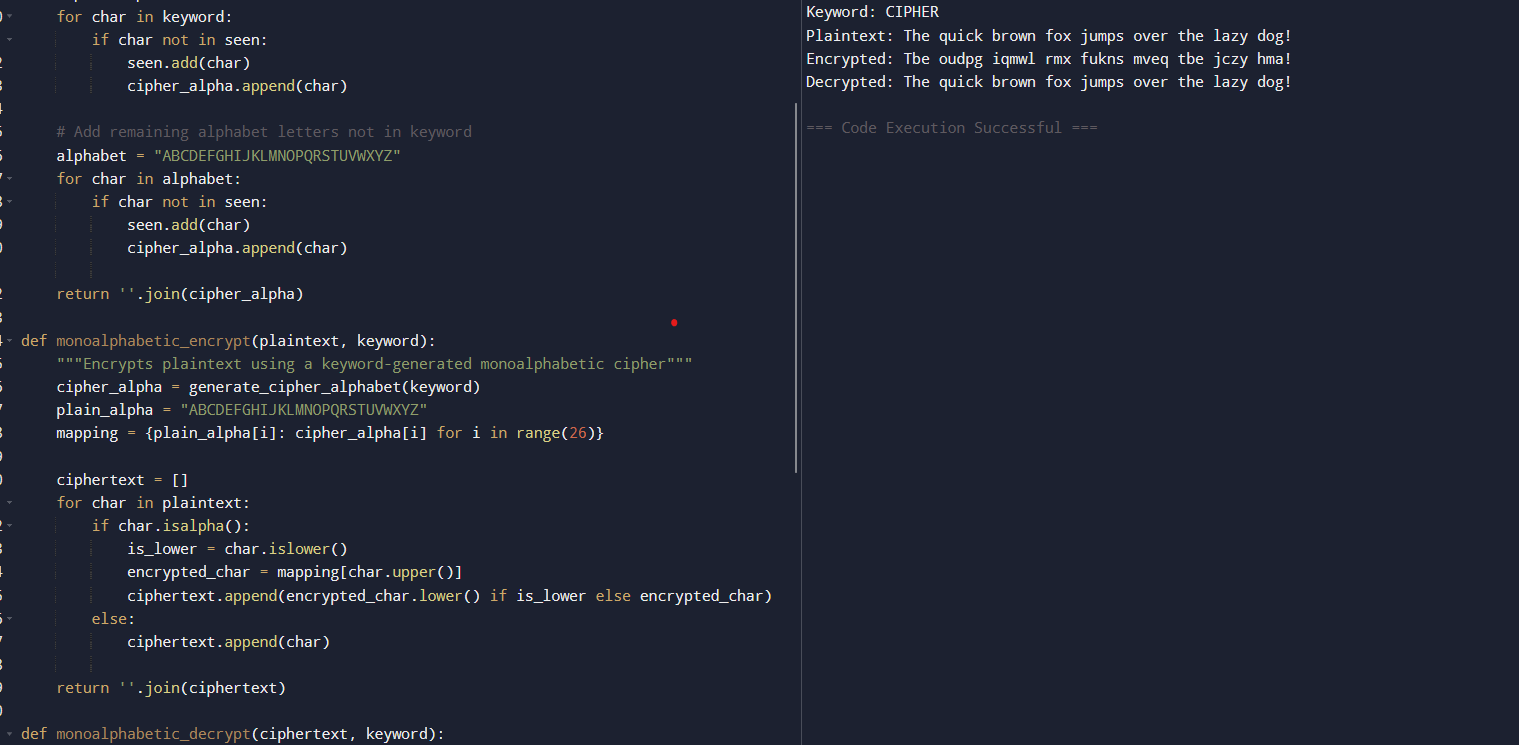 for char in keyword:
if char not in seen:
seen.add(char)
cipher_alpha.append(char)
# Add remaining alphabet letters not in keyword
alphabet = "ABCDEFGHIJKLMNOPQRSTUVWXYZ"
for char in alphabet:
if char not in seen:
seen.add(char)
cipher_alpha.append(char)
return ''.join(cipher_alpha)
def monoalphabetic_encrypt(plaintext, keyword):
"""Encrypts plaintext using a keyword-generated monoalphabetic cipher"""
cipher_alpha = generate_cipher_alphabet(keyword)
plain_alpha = "ABCDEFGHIJKLMNOPQRSTUVWXYZ"
mapping = {plain_alpha[i]: cipher_alpha[i] for i in range(26)}
ciphertext = []
for char in plaintext:
if char.isalpha():
is_lower = char.islower()
encrypted_char = mapping[char.upper()]
ciphertext.append(encrypted_char.lower() if is_lower else encrypted_char)
else:
ciphertext.append(char)
return ''.join(ciphertext)
def monoalphabetic_decrypt(ciphertext, keyword):
Keyword: CIPHER
Plaintext: The quick brown fox jumps over the lazy dog!
Encrypted: Tbe oudpg iqmwl rmx fukns mveq tbe jczy hma!
Decrypted: The quick brown fox jumps over the lazy dog!
=== Code Execution Successful ===